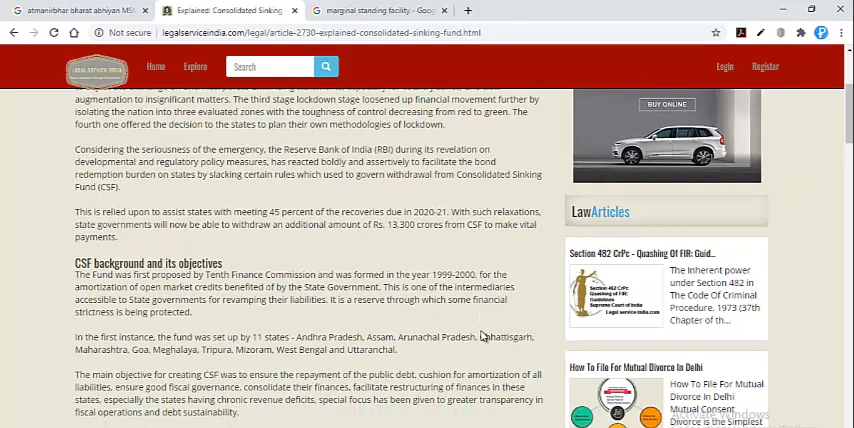 atmanirbhar bharat abhiyan MSM
Explained: Consolidated Sinking
marginal standing facility - Goog
Not secure | legalserviceindia.com/legal/article-2730-explained-consolidated-sinking-fund.html
LEGAL SERVICE INDIA
Home
Explore
Search
Login
Register
augmentation to insignificant matters. The third stage lockdown stage loosened up financial movement further by
isolating the nation into three evaluated zones with the toughness of control decreasing from red to green. The
fourth one offered the decision to the states to plan their own methodologies of lockdown.
Considering the seriousness of the emergency, the Reserve Bank of India (RBI) during its revelation on
developmental and regulatory policy measures, has reacted boldly and assertively to facilitate the bond
redemption burden on states by slacking certain rules which used to govern withdrawal from Consolidated Sinking
Fund (CSF).
This is relied upon to assist states with meeting 45 percent of the recoveries due in 2020-21. With such relaxations,
state governments will now be able to withdraw an additional amount of Rs. 13,300 crores from CSF to make vital
payments.
CSF background and its objectives
The Fund was first proposed by Tenth Finance Commission and was formed in the year 1999-2000, for the
amortization of open market credits benefited of by the State Government. This is one of the intermediaries
accessible to State governments for revamping their liabilities. It is a reserve through which some financial
strictness is being protected.
In the first instance, the fund was set up by 11 states - Andhra Pradesh, Assam, Arunachal Pradesh, Chhattisgarh,
Maharashtra, Goa, Meghalaya, Tripura, Mizoram, West Bengal and Uttaranchal.
The main objective for creating CSF was to ensure the repayment of the public debt, cushion for amortization of all
liabilities, ensure good fiscal governance, consolidate their finances, facilitate restructuring of finances in these
states, especially the states having chronic revenue deficits, special focus has been given to greater transparency in
fiscal operations and debt sustainability.
BUY ONLINE
LawArticles
Section 482 CrPc - Quashing Of FIR: Guid...
Section 482 CrPC
Quashing Of FIR:
Guidelines
Supreme Court of India
Legal service India.com
The Inherent power
under Section 482 in
The Code Of Criminal
Procedure, 1973 (37th
Chapter of th...
How To File For Mutual Divorce In Delhi
How To File For Mutual
Divorce In Delhi
Mutual Consent
Divorce is the Simplest
Activate Windows